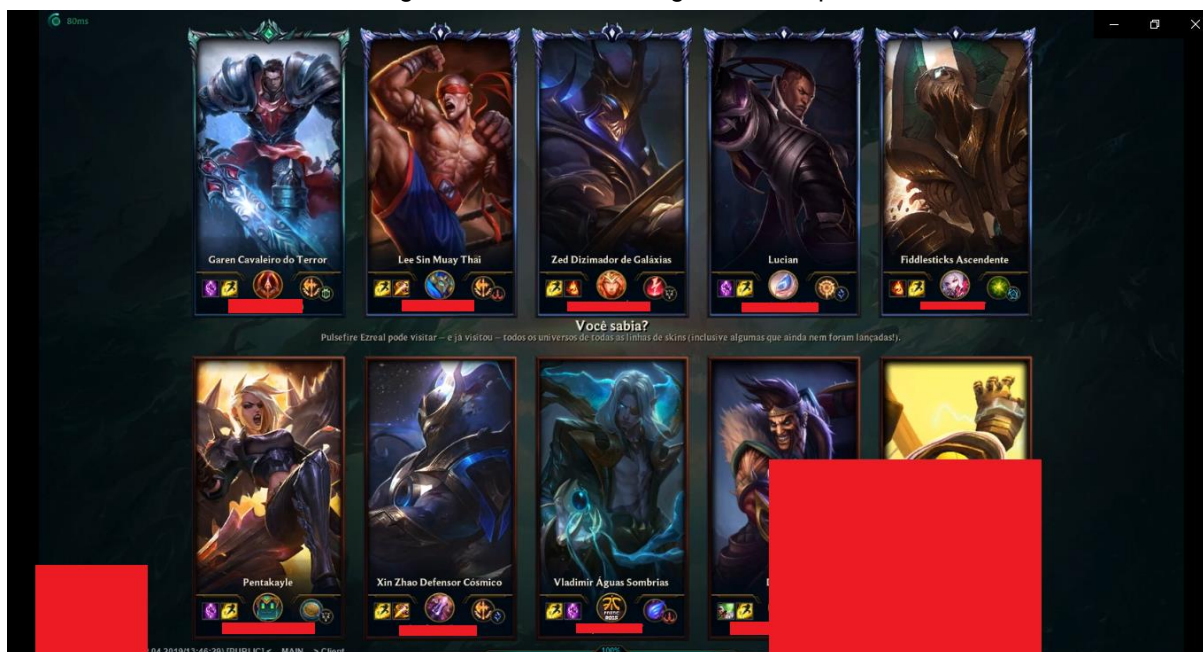 80ms
Garen Cavaleiro do Terror
Lee Sin Muay Thai
Zed Dizimador de Galáxias
Lucian
Fiddlesticks Ascendente
Você sabia?
Pulsefire Ezreal pode visitar – e já visitou – todos os universos de todas as linhas de skins (inclusive algumas que ainda nem foram lançadas!).
Pentakayle
Xin Zhao Defensor Cósmico
Vladimir Águas Sombrias
FNATIC
100%